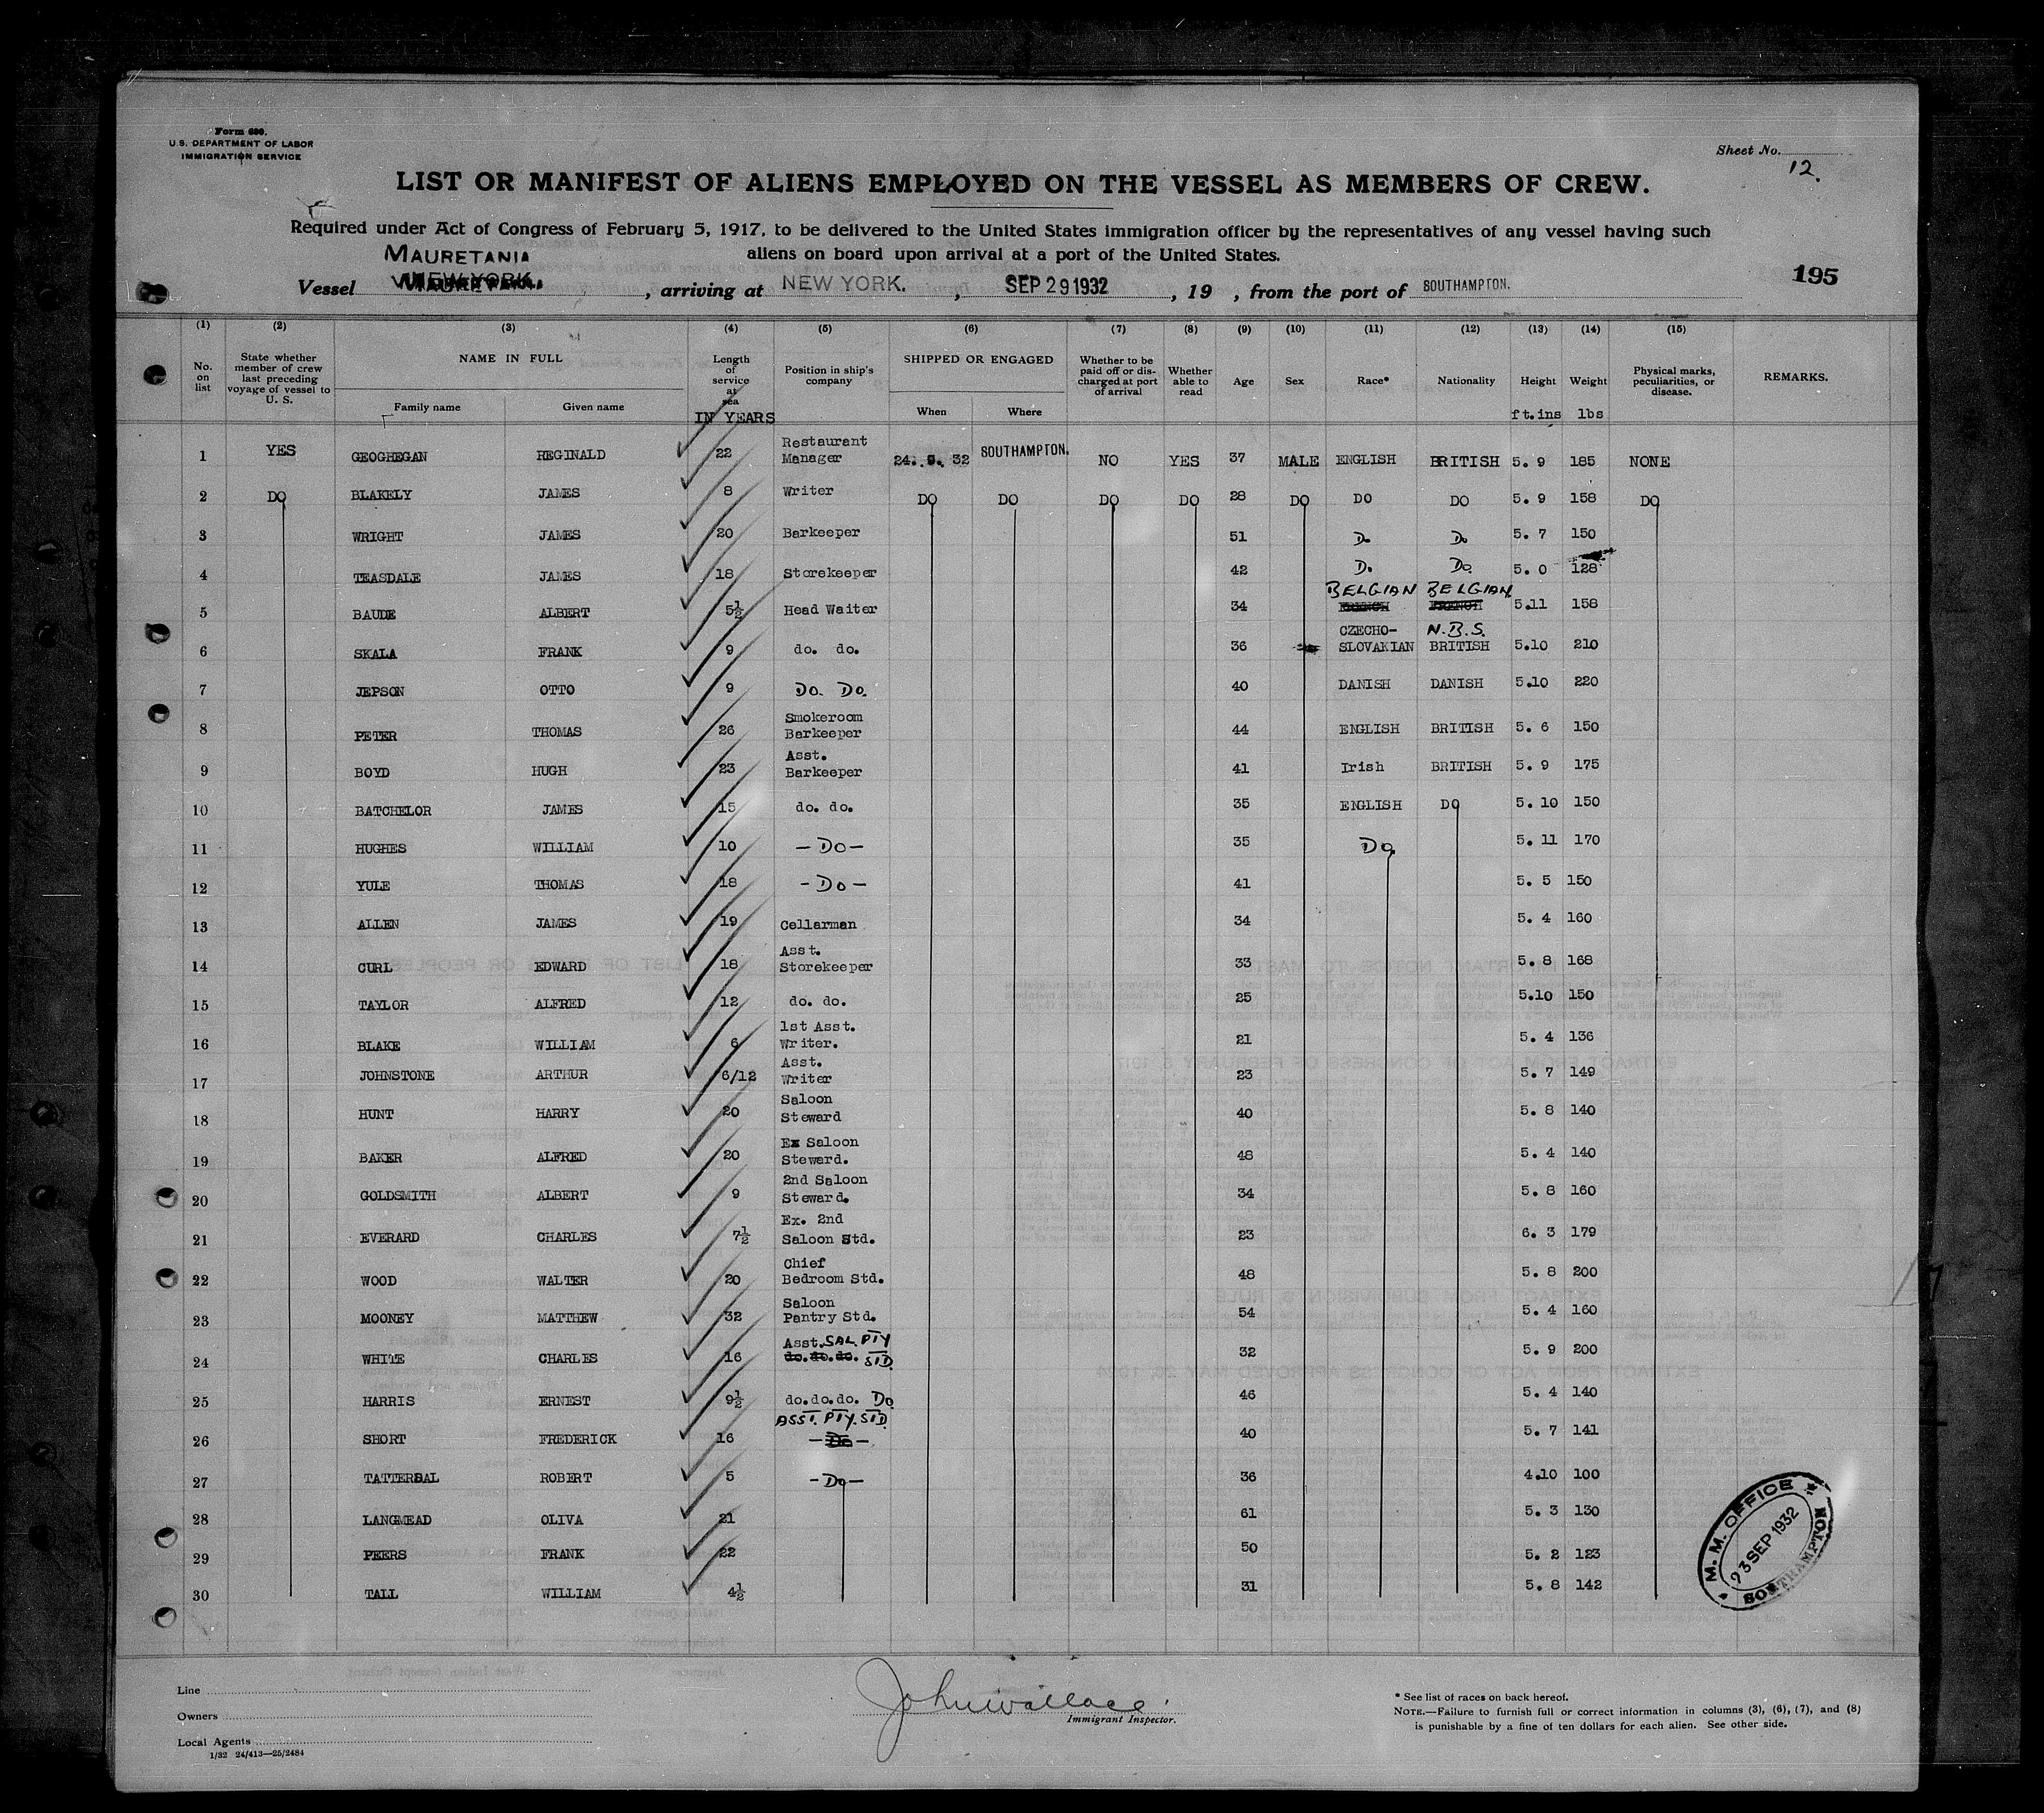 Form 680.
U.S. DEPARTMENT OF LABOR
IMMIGRATION SERVICE
Sheet No.
12.
LIST OR MANIFEST OF ALIENS EMPLOYED ON THE VESSEL AS MEMBERS OF CREW.
Required under Act of Congress of February 5, 1917, to be delivered to the United States immigration officer by the representatives of any vessel having such
aliens on board upon arrival at a port of the United States.
MAURETANIA
Vessel , arriving at NEW YORK. , SEP 29 1932 , 19 , from the port of SOUTHAMPTON.
195
(1) (2) (3) (4) (5) (6) (7) (8) (9) (10) (11) (12) (13) (14) (15)
No. on list
State whether member of crew last preceding voyage of vessel to U. S.
NAME IN FULL
Family name Given name
Length of service at sea
IN YEARS
Position in ship's company
SHIPPED OR ENGAGED
When Where
Whether to be paid off or discharged at port of arrival
Whether able to read
Age
Sex
Race*
Nationality
Height
ft.ins
Weight
lbs
Physical marks, peculiarities, or disease.
REMARKS.
1 YES GEOGHEGAN REGINALD 22 Restaurant Manager 24. 9. 32 SOUTHAMPTON. NO YES 37 MALE ENGLISH BRITISH 5. 9 185 NONE
2 DO BLAKELY JAMES 8 Writer DO DO DO DO 28 DO DO DO 5. 9 158 DO
3 WRIGHT JAMES 20 Barkeeper 51 Do Do 5. 7 150
4 TEASDALE JAMES 18 Storekeeper 42 Do Do 5. 0 128
5 BAUDE ALBERT 5½ Head Waiter 34 BELGIAN BELGIAN FRENCH FRENCH 5.11 158
6 SKALA FRANK 9 do. do. 36 CZECHO-SLOVAKIAN N.B.S. BRITISH 5.10 210
7 JEPSON OTTO 9 Do. Do. 40 DANISH DANISH 5.10 220
8 PETER THOMAS 26 Smokeroom Barkeeper 44 ENGLISH BRITISH 5. 6 150
9 BOYD HUGH 23 Asst. Barkeeper 41 Irish BRITISH 5. 9 175
10 BATCHELOR JAMES 15 do. do. 35 ENGLISH DO 5. 10 150
11 HUGHES WILLIAM 10 - Do - 35 Do 5. 11 170
12 YULE THOMAS 18 - Do - 41 5. 5 150
13 ALLEN JAMES 19 Cellarman 34 5. 4 160
14 CURL EDWARD 18 Asst. Storekeeper 33 5. 8 168
15 TAYLOR ALFRED 12 do. do. 25 5.10 150
16 BLAKE WILLIAM 6 1st Asst. Writer. 21 5. 4 136
17 JOHNSTONE ARTHUR 6/12 Asst. Writer 23 5. 7 149
18 HUNT HARRY 20 Saloon Steward 40 5. 8 140
19 BAKER ALFRED 20 Ex Saloon Steward. 48 5. 4 140
20 GOLDSMITH ALBERT 9 2nd Saloon Steward. 34 5. 8 160
21 EVERARD CHARLES 7½ Ex. 2nd Saloon Std. 23 6. 3 179
22 WOOD WALTER 20 Chief Bedroom Std. 48 5. 8 200
23 MOONEY MATTHEW 32 Saloon Pantry Std. 54 5. 4 160
24 WHITE CHARLES 16 Asst. SAL PTY do.do.do. STD 32 5. 9 200
25 HARRIS ERNEST 9½ do.do.do. Do 46 5. 4 140
26 SHORT FREDERICK 16 ASST. PTY. STD. - Do - 40 5. 7 141
27 TATTERSAL ROBERT 5 - Do - 36 4.10 100
28 LANGMEAD OLIVA 21 61 5. 3 130
29 PEERS FRANK 22 50 5. 2 123
30 TALL WILLIAM 4½ 31 5. 8 142
M. M. OFFICE
23 SEP 1932
SOUTHAMPTON
Line
Owners
Local Agents
1/32 24/413—25/2484
John Wallace
Immigrant Inspector.
* See list of races on back hereof.
NOTE.—Failure to furnish full or correct information in columns (3), (6), (7), and (8)
is punishable by a fine of ten dollars for each alien. See other side.